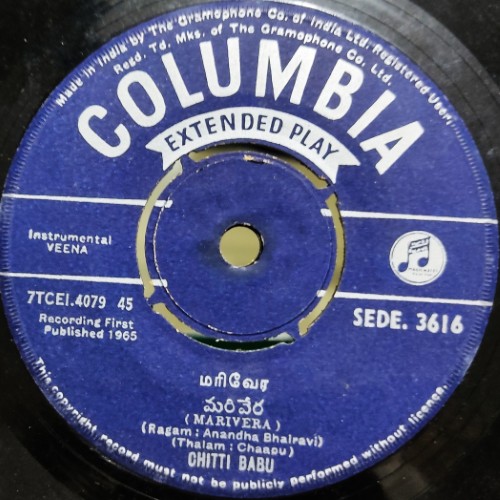 Made in India by The Gramophone Co. of India Ltd. Registered User:
Regd. Td. Mks. of The Gramophone Co. Ltd.
COLUMBIA
EXTENDED PLAY
Instrumental
VEENA
7TCEI.4079 45
Recording First
Published 1965
SEDE. 3616
மரிவேர
మరివేర
(MARIVERA)
(Ragam: Anandha Bhairavi)
(Thalam: Chaapu)
CHITTI BABU
This copyright record must not be publicly performed without license.